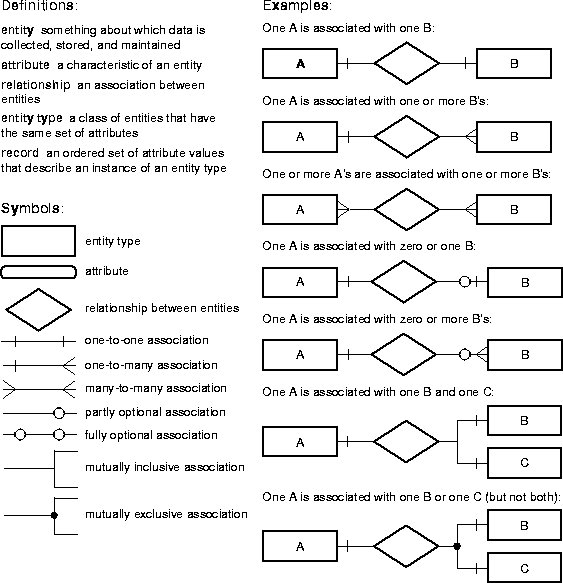 Definitions:
entity something about which data is
collected, stored, and maintained
attribute a characteristic of an entity
relationship an association between
entities
entity type a class of entities that have
the same set of attributes
record an ordered set of attribute values
that describe an instance of an entity type
Symbols:
entity type
attribute
relationship between entities
one-to-one association
one-to-many association
many-to-many association
partly optional association
fully optional association
mutually inclusive association
mutually exclusive association
Examples:
One A is associated with one B:
A B
One A is associated with one or more B's:
A B
One or more A's are associated with one or more B's:
A B
One A is associated with zero or one B:
A B
One A is associated with zero or more B's:
A B
One A is associated with one B and one C:
B
A
C
One A is associated with one B or one C (but not both):
B
A
C